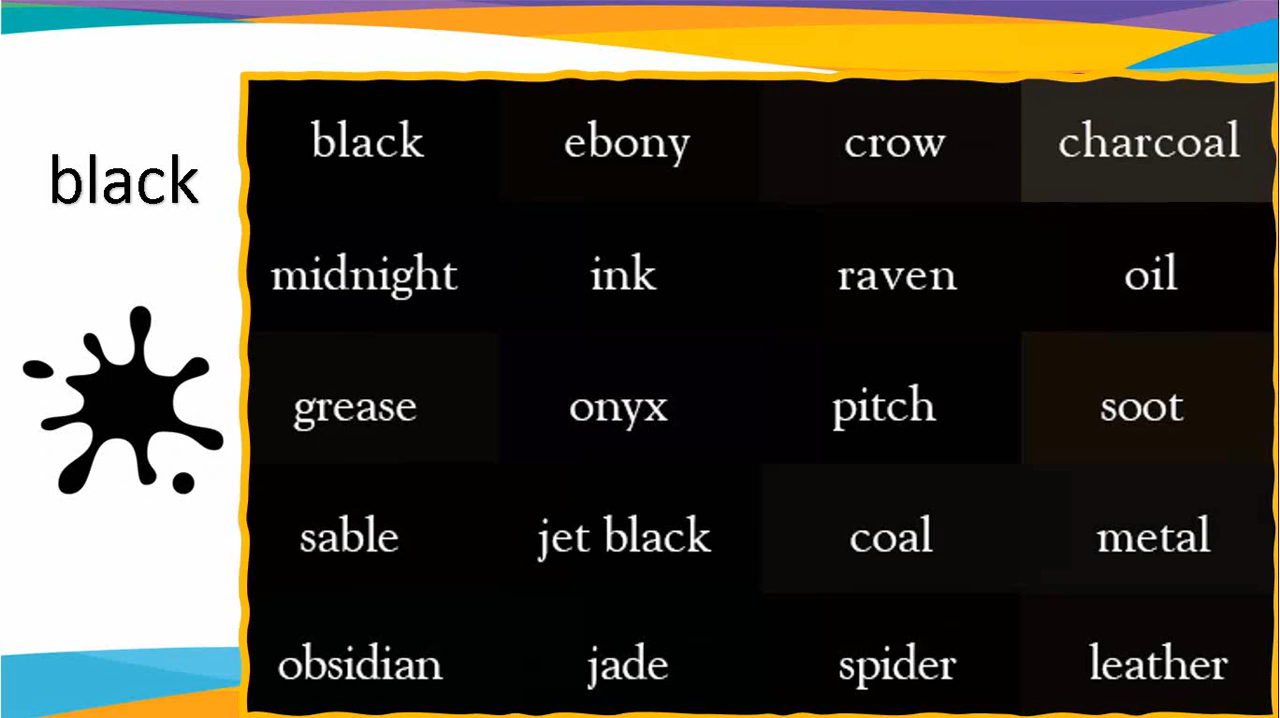 black
black ebony crow charcoal
midnight ink raven oil
grease onyx pitch soot
sable jet black coal metal
obsidian jade spider leather